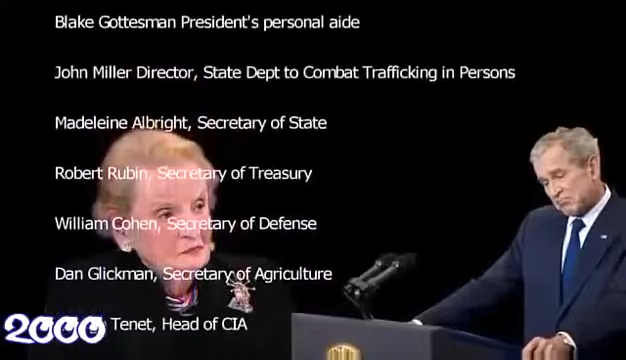 Blake Gottesman President's personal aide
John Miller Director, State Dept to Combat Trafficking in Persons
Madeleine Albright, Secretary of State
Robert Rubin, Secretary of Treasury
William Cohen, Secretary of Defense
Dan Glickman, Secretary of Agriculture
Tenet, Head of CIA
2000